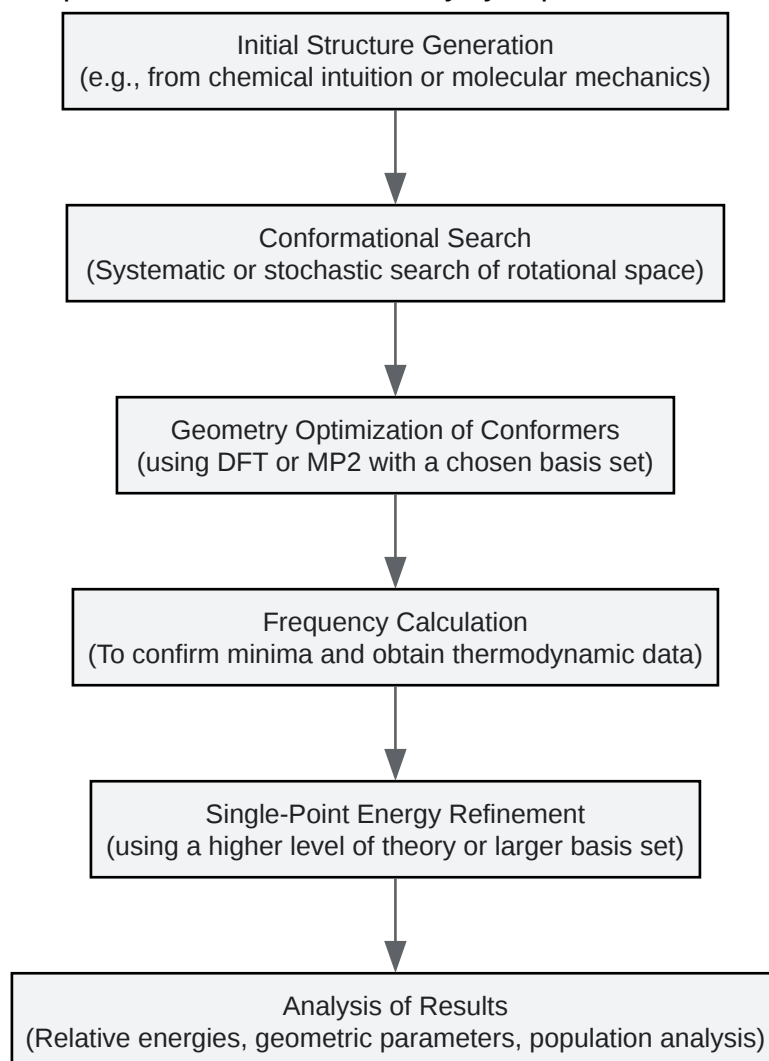 Initial Structure Generation
(e.g., from chemical intuition or molecular mechanics)
Conformational Search
(Systematic or stochastic search of rotational space)
Geometry Optimization of Conformers
(using DFT or MP2 with a chosen basis set)
Frequency Calculation
(To confirm minima and obtain thermodynamic data)
Single-Point Energy Refinement
(using a higher level of theory or larger basis set)
Analysis of Results
(Relative energies, geometric parameters, population analysis)